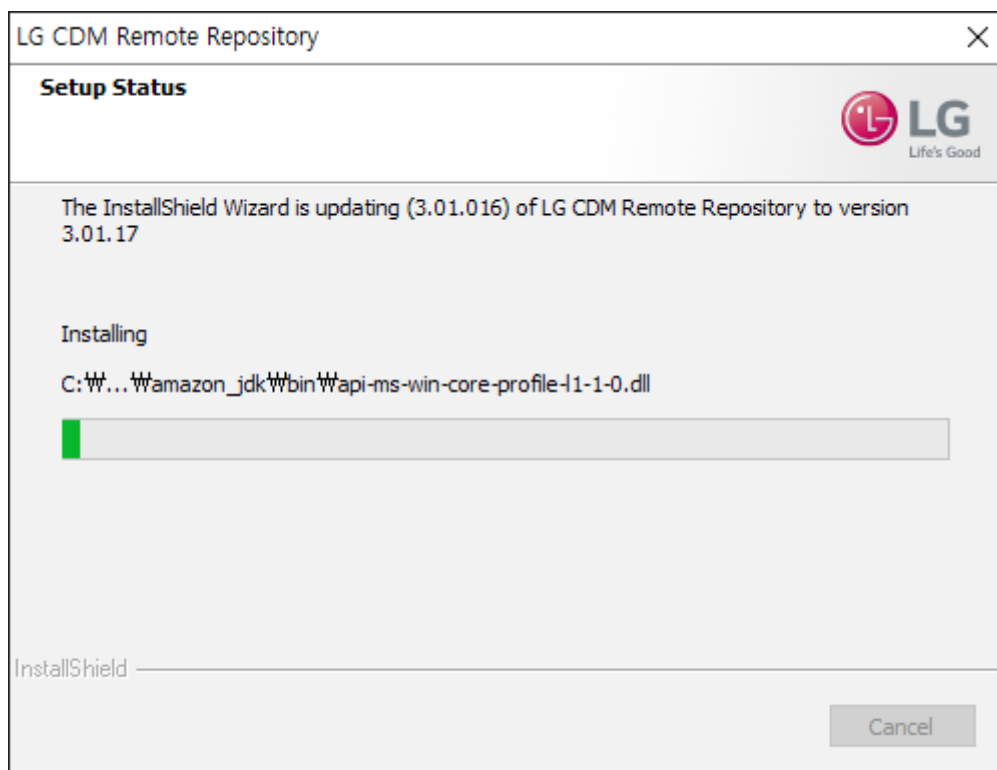 LG CDM Remote Repository
Setup Status
LG
Life's Good
The InstallShield Wizard is updating (3.01.016) of LG CDM Remote Repository to version
3.01.17
Installing
C:₩...₩amazon_jdk₩bin₩api-ms-win-core-profile-l1-1-0.dll
InstallShield
Cancel